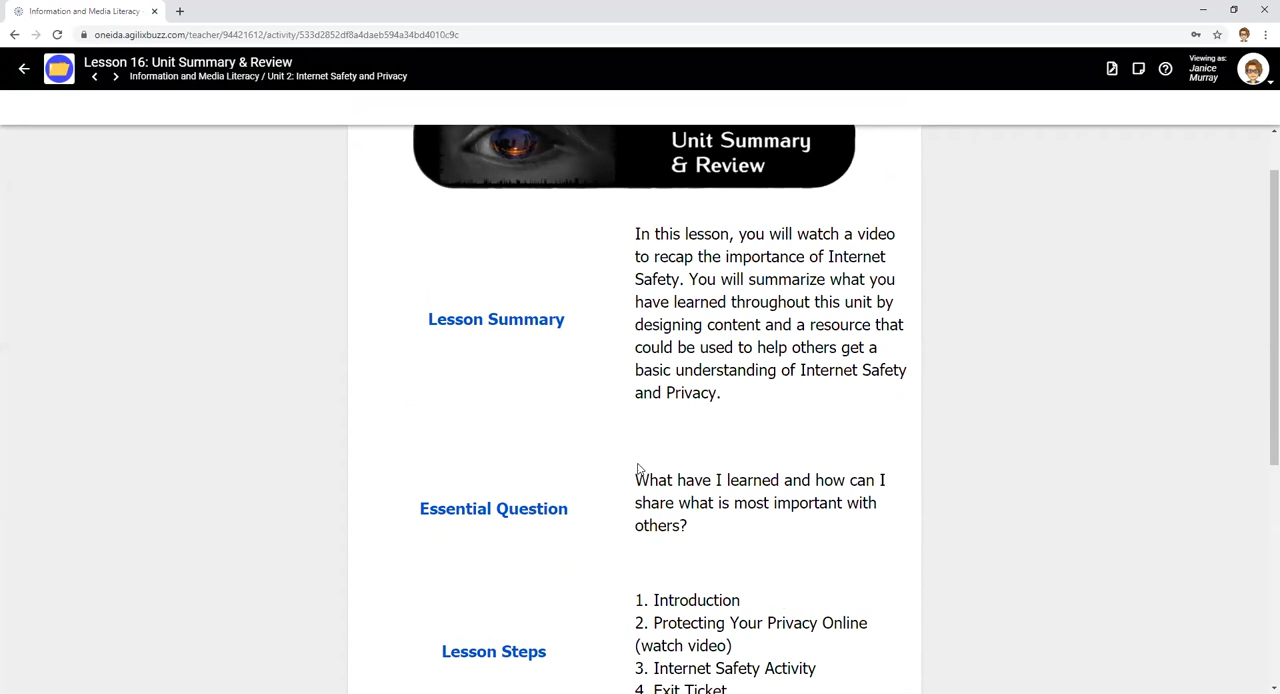 Information and Media Literacy
oneida.agilixbuzz.com/teacher/94421612/activity/533d2852df8a4daeb594a34bd4010c9c
Lesson 16: Unit Summary & Review
Information and Media Literacy / Unit 2: Internet Safety and Privacy
Viewing as:
Janice
Murray
Unit Summary
& Review
Lesson Summary
In this lesson, you will watch a video
to recap the importance of Internet
Safety. You will summarize what you
have learned throughout this unit by
designing content and a resource that
could be used to help others get a
basic understanding of Internet Safety
and Privacy.
Essential Question
What have I learned and how can I
share what is most important with
others?
Lesson Steps
1. Introduction
2. Protecting Your Privacy Online
(watch video)
3. Internet Safety Activity
4. Exit Ticket